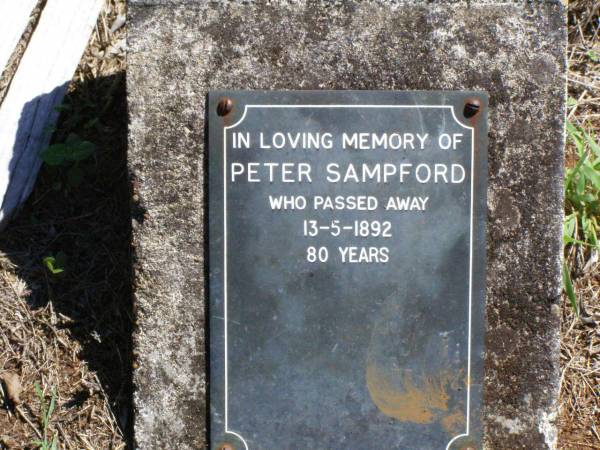 IN LOVING MEMORY OF
PETER SAMPFORD
WHO PASSED AWAY
13-5-1892
80 YEARS